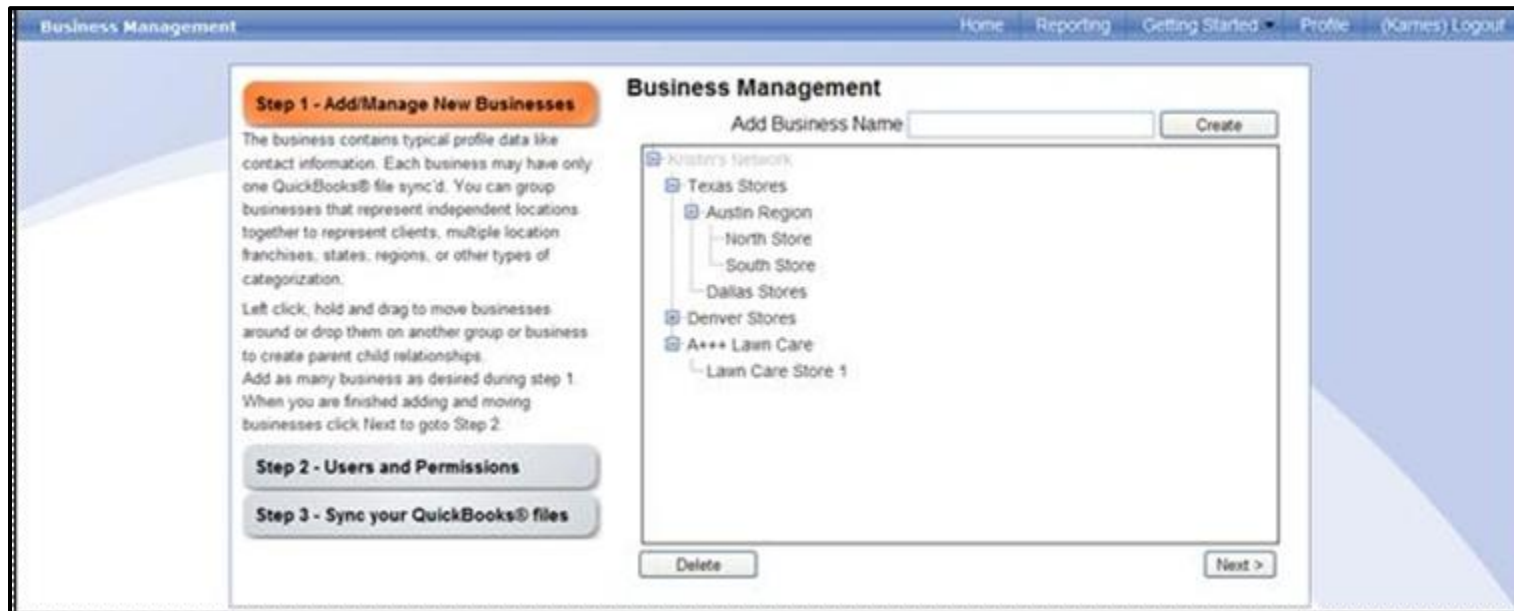 Business Management
Home Reporting Getting Started Profile (Karnes) Logout
Step 1 - Add/Manage New Businesses
The business contains typical profile data like
contact information. Each business may have only
one QuickBooks® file sync'd. You can group
businesses that represent independent locations
together to represent clients, multiple location
franchises, states, regions, or other types of
categorization.
Left click, hold and drag to move businesses
around or drop them on another group or business
to create parent child relationships.
Add as many business as desired during step 1.
When you are finished adding and moving
businesses click Next to goto Step 2.
Step 2 - Users and Permissions
Step 3 - Sync your QuickBooks® files
Business Management
Add Business Name Create
Kristin's Network
Texas Stores
Austin Region
North Store
South Store
Dallas Stores
Denver Stores
A+++ Lawn Care
Lawn Care Store 1
Delete Next >